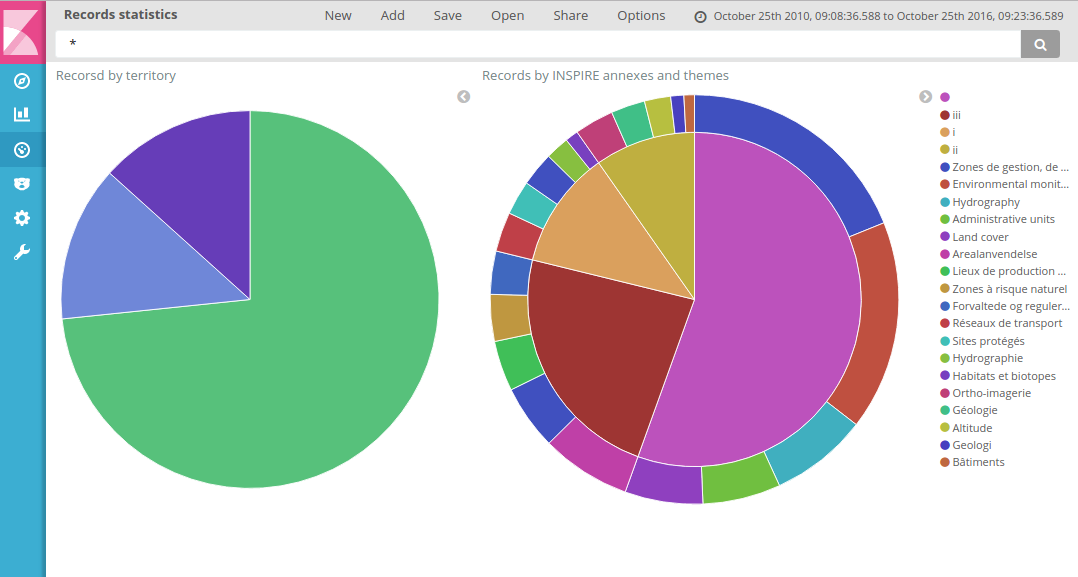 Records statistics
New Add Save Open Share Options October 25th 2010, 09:08:36.588 to October 25th 2016, 09:23:36.589
*
Recorsd by territory
Records by INSPIRE annexes and themes
iii
i
ii
Zones de gestion, de ...
Environmental monit...
Hydrography
Administrative units
Land cover
Arealanvendelse
Lieux de production ...
Zones à risque naturel
Forvaltede og reguler...
Réseaux de transport
Sites protégés
Hydrographie
Habitats et biotopes
Ortho-imagerie
Géologie
Altitude
Geologi
Bâtiments